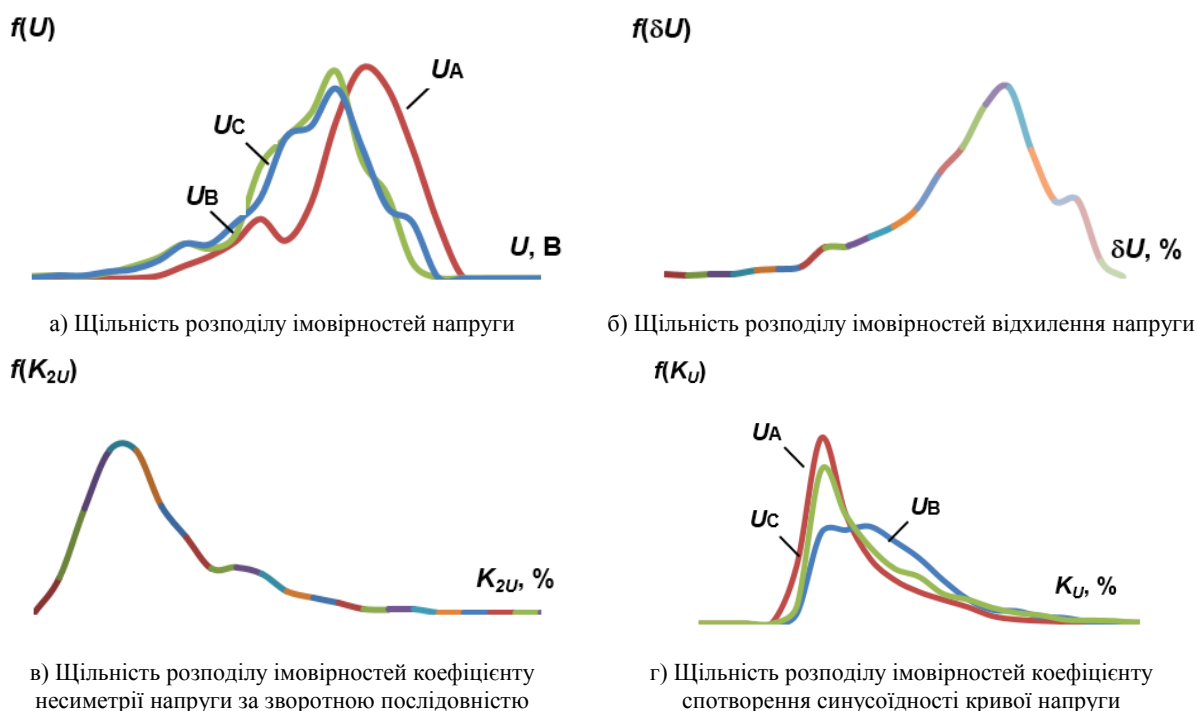 f(U)
UA
UC
UB
U, В
а) Щільність розподілу імовірностей напруги
f(δU)
δU, %
б) Щільність розподілу імовірностей відхилення напруги
f(K2U)
K2U, %
в) Щільність розподілу імовірностей коефіцієнту
несиметрії напруги за зворотною послідовністю
f(KU)
UA
UC
UB
KU, %
г) Щільність розподілу імовірностей коефіцієнту
спотворення синусоїдності кривої напруги